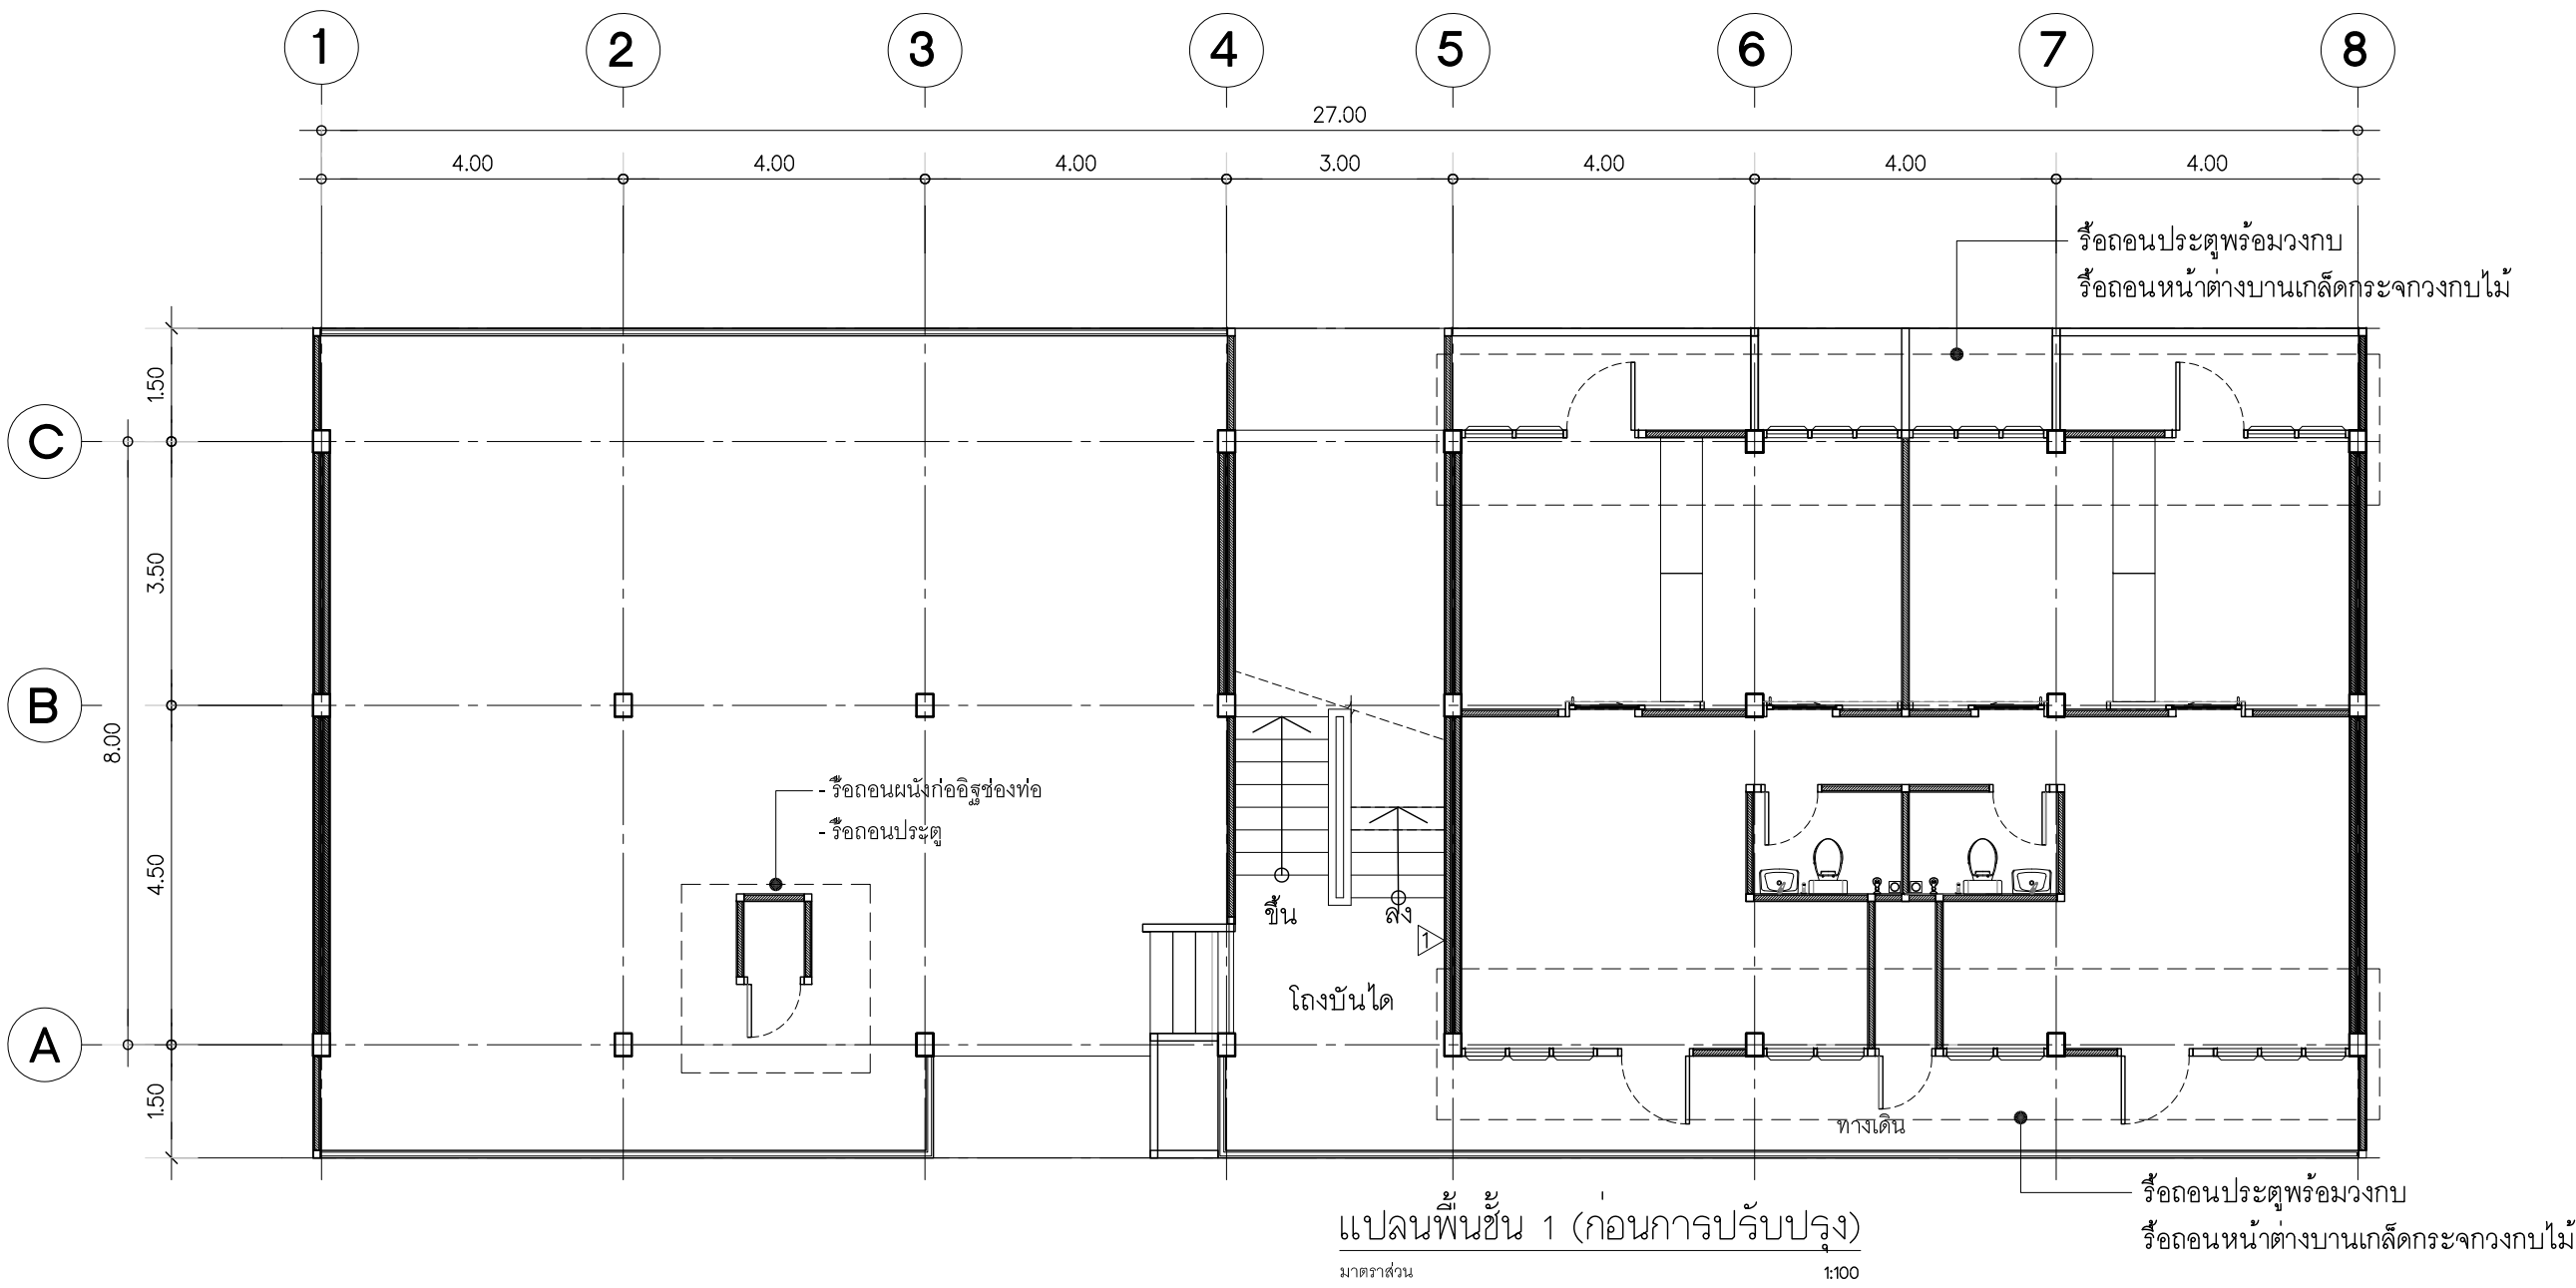 1 2 3 4 5 6 7 8
27.00
4.00 4.00 4.00 3.00 4.00 4.00 4.00
รื้อถอนประตูพร้อมวงกบ
รื้อถอนหน้าต่างบานเกล็ดกระจกวงกบไม้
1.50
C
3.50
B
8.00
- รื้อถอนผนังก่ออิฐช่องท่อ
- รื้อถอนประตู
4.50
ขึ้น
ลง
1
โถงบันได
A
1.50
ทางเดิน
รื้อถอนประตูพร้อมวงกบ
รื้อถอนหน้าต่างบานเกล็ดกระจกวงกบไม้
แปลนพื้นชั้น 1 (ก่อนการปรับปรุง)
มาตราส่วน 1:100